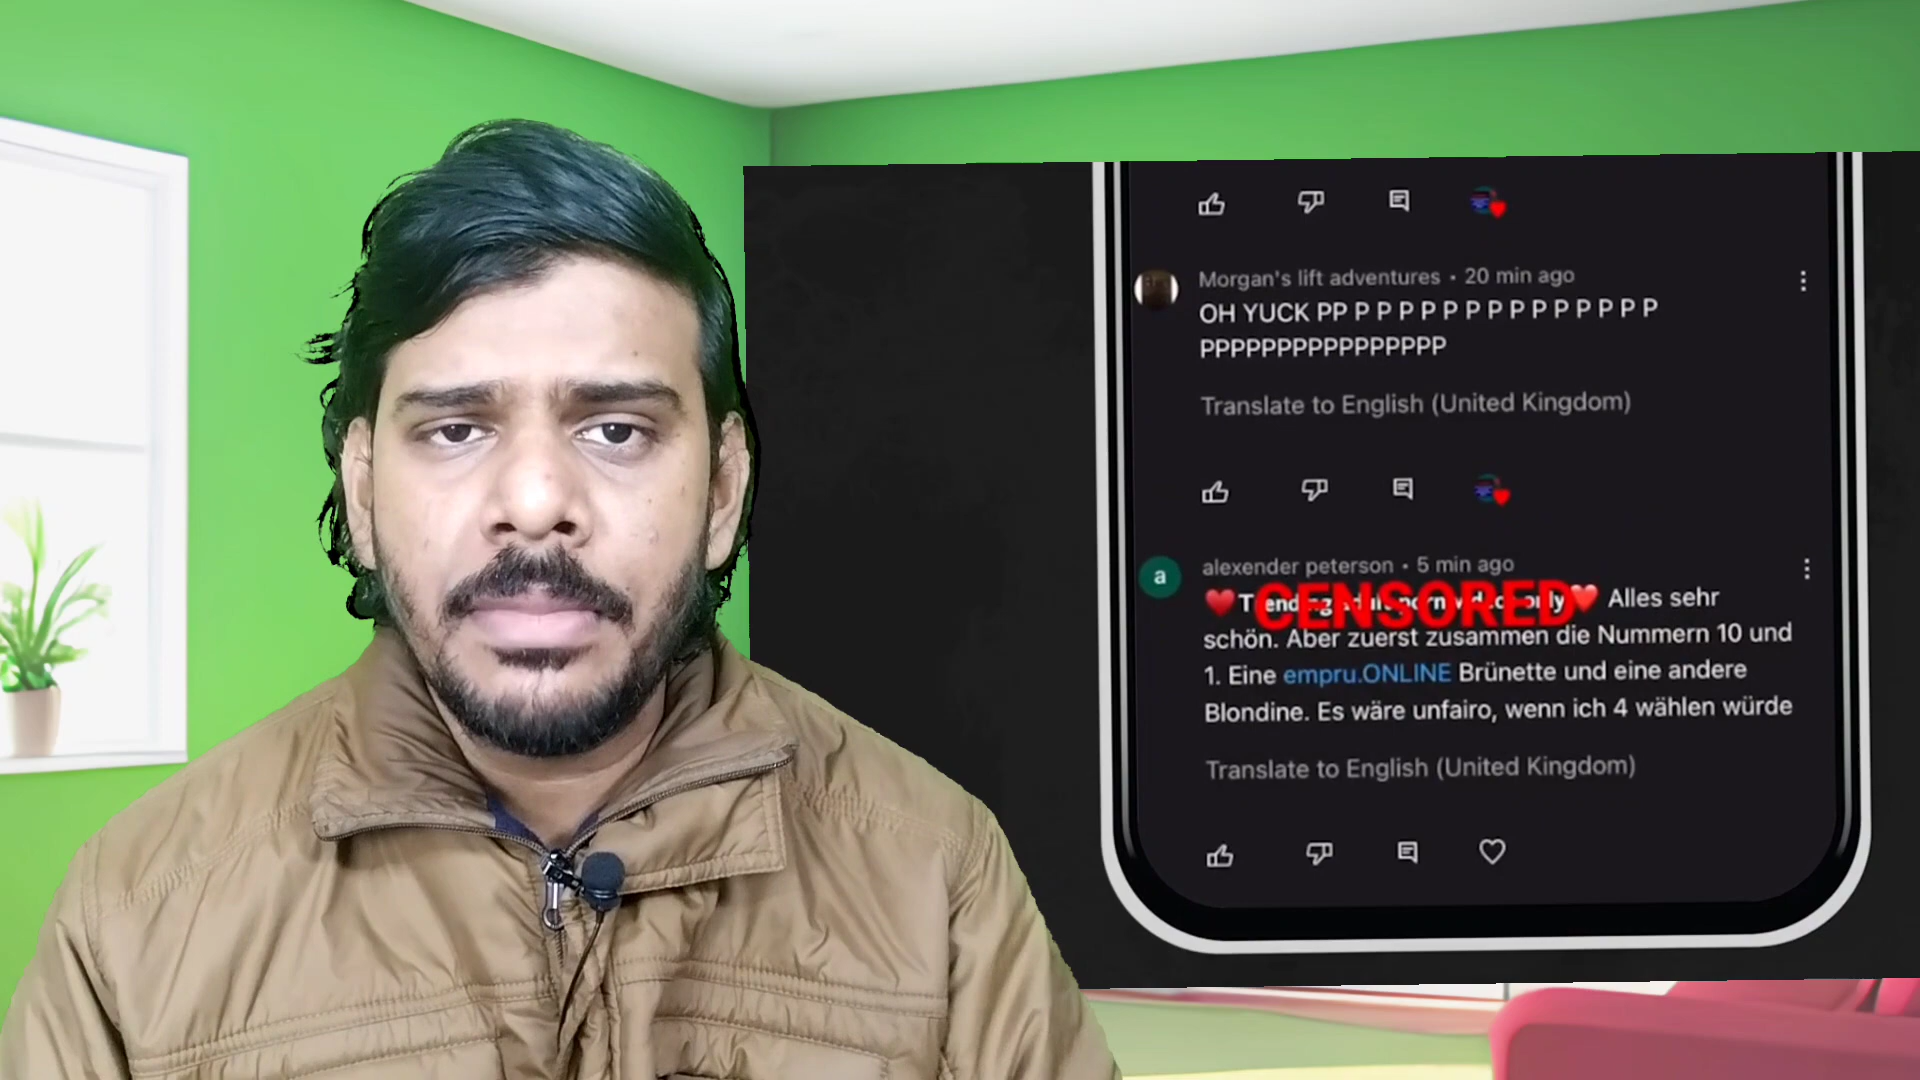 Morgan's lift adventures • 20 min ago
OH YUCK PP P P P P P P P P P P P P P P
PPPPPPPPPPPPPPPP
Translate to English (United Kingdom)
a
alexender peterson • 5 min ago
CENSORED
❤️Trending only❤️ Alles sehr
schön. Aber zuerst zusammen die Nummern 10 und
1. Eine empru.ONLINE Brünette und eine andere
Blondine. Es wäre unfairo, wenn ich 4 wählen würde
Translate to English (United Kingdom)